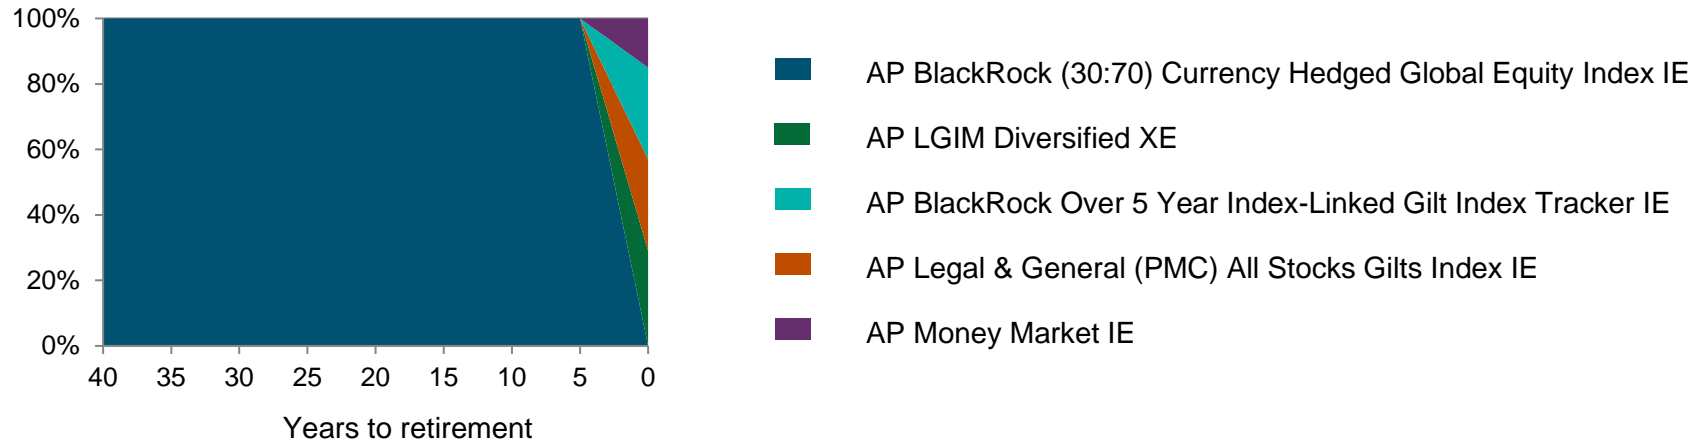 100%
80%
60%
40%
20%
0%
40 35 30 25 20 15 10 5 0
Years to retirement
AP BlackRock (30:70) Currency Hedged Global Equity Index IE
AP LGIM Diversified XE
AP BlackRock Over 5 Year Index-Linked Gilt Index Tracker IE
AP Legal & General (PMC) All Stocks Gilts Index IE
AP Money Market IE